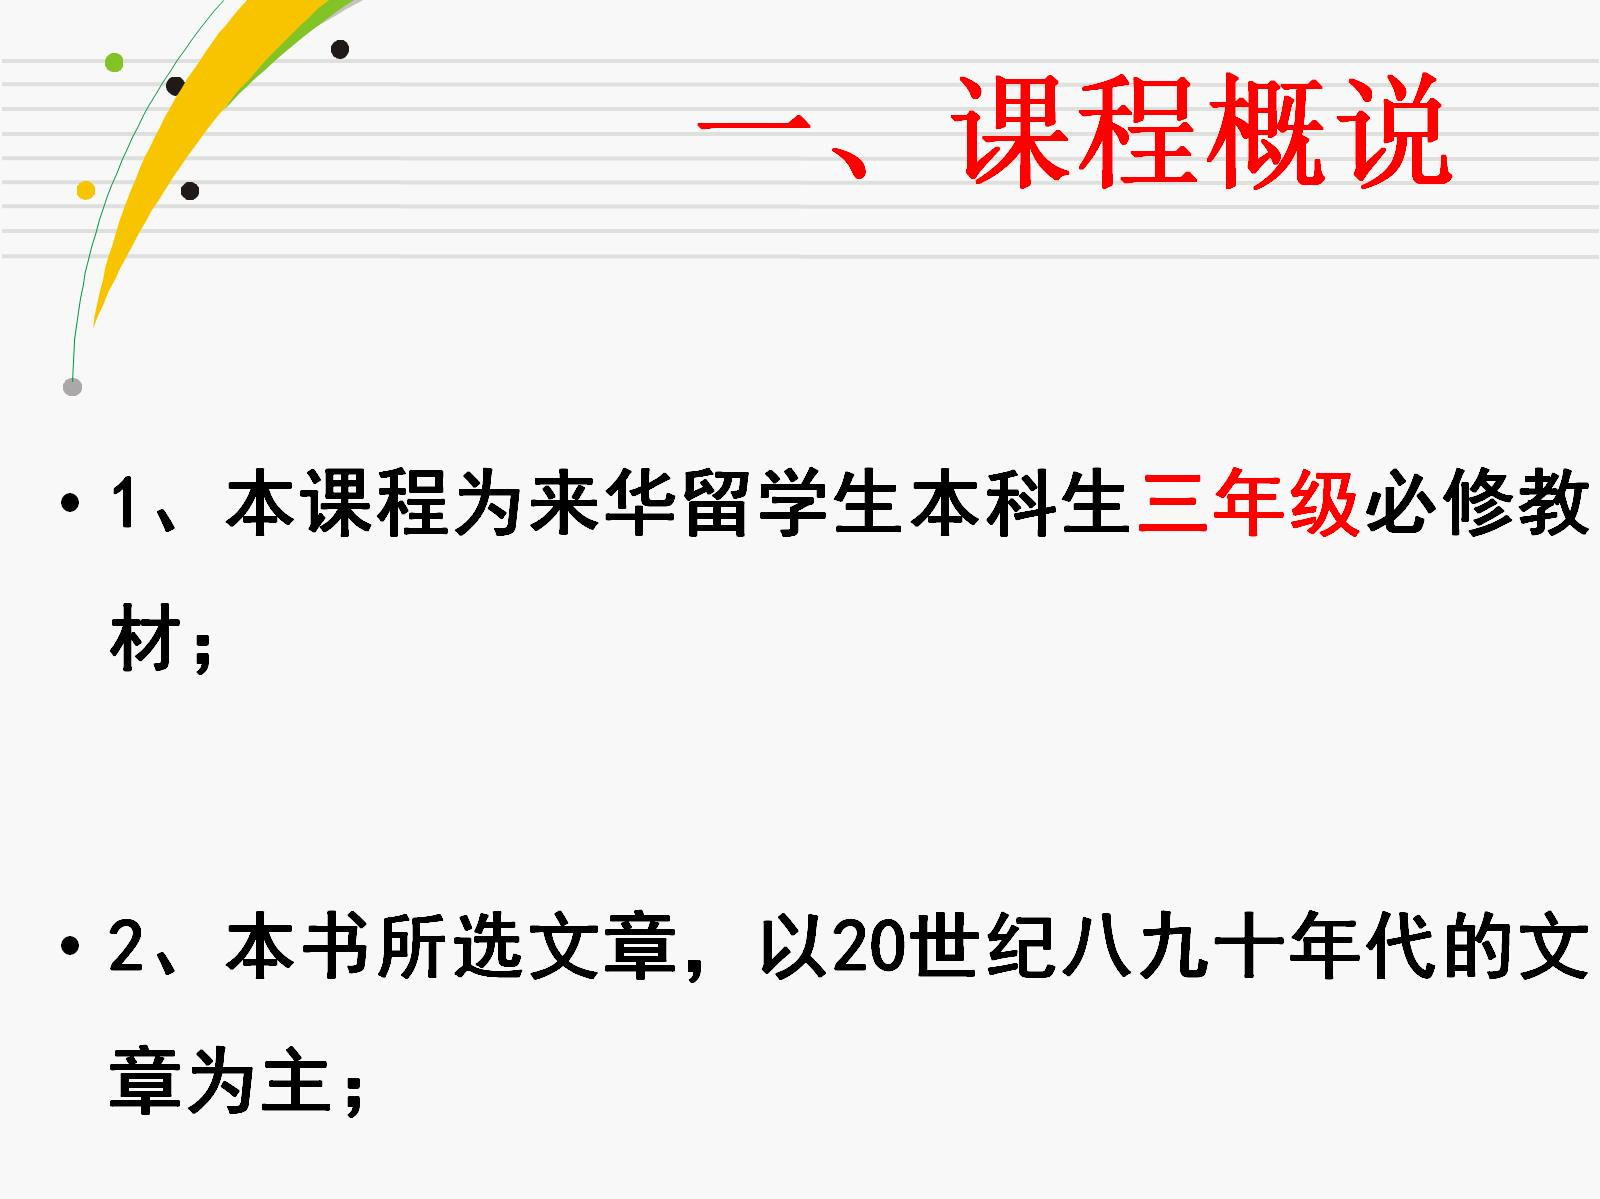 一、课程概说
• 1、本课程为来华留学生本科生三年级必修教
材；
• 2、本书所选文章，以20世纪八九十年代的文
章为主；